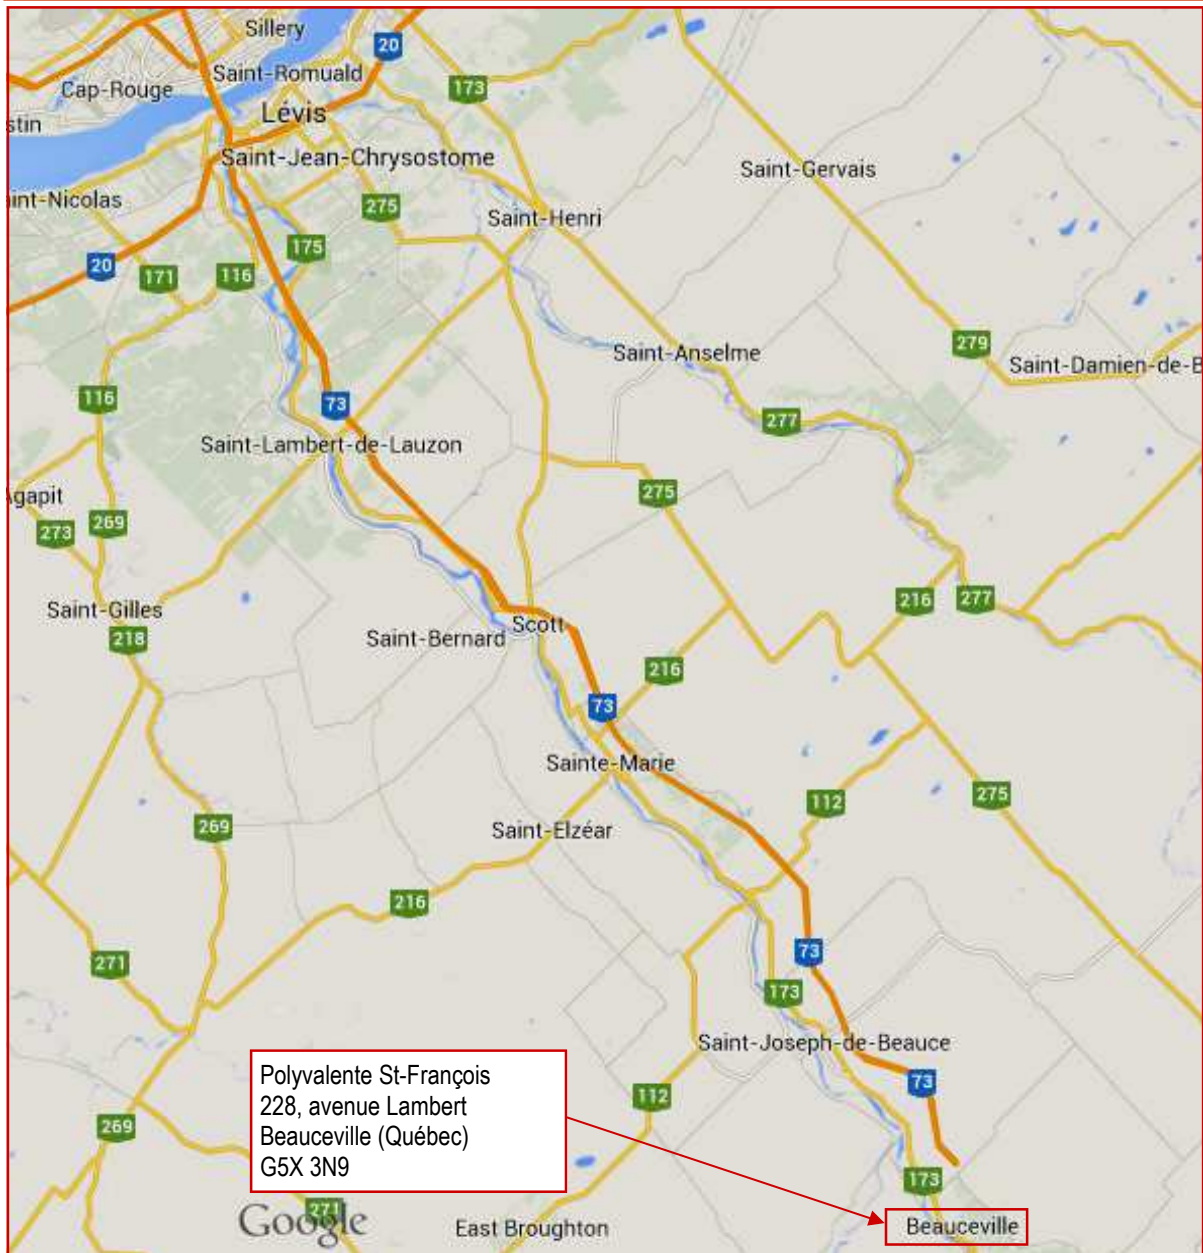 Sillery
20
Saint-Romuald
Cap-Rouge
173
Lévis
stin
Saint-Jean-Chrysostome
Saint-Gervais
aint-Nicolas
275
Saint-Henri
175
20
171
116
279
Saint-Anselme
Saint-Damien-de-B
116
73
277
Saint-Lambert-de-Lauzon
Agapit
275
273
269
216
277
Saint-Gilles
218
Saint-Bernard
Scott
216
73
Sainte-Marie
275
112
269
Saint-Elzéar
216
73
271
173
Saint-Joseph-de-Beauce
73
112
Polyvalente St-François
228, avenue Lambert
Beauceville (Québec)
G5X 3N9
269
173
271
Google
East Broughton
Beauceville